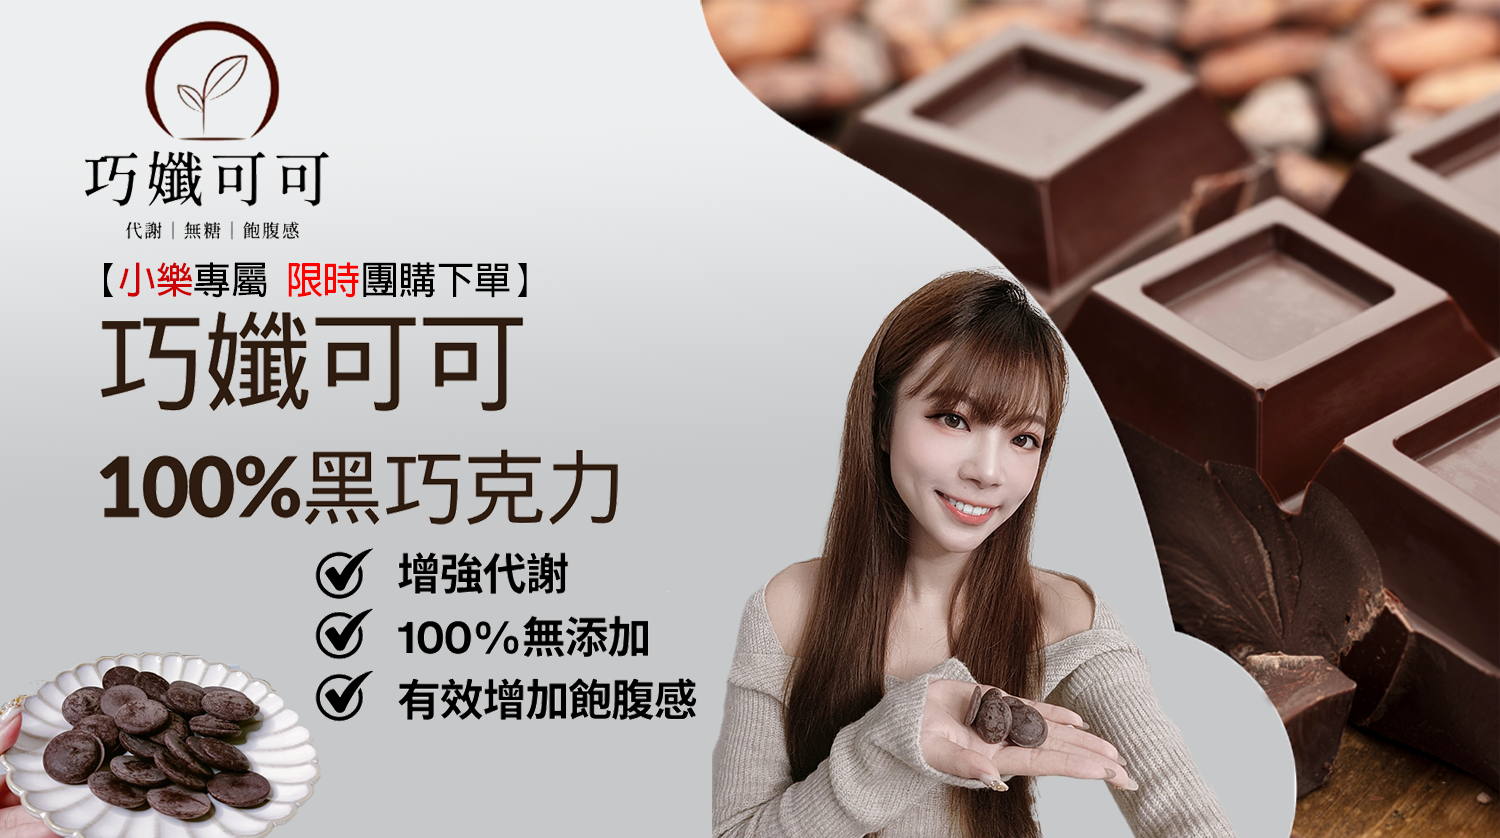 巧孅可可
代謝｜無糖｜飽腹感
【小樂專屬 限時團購下單】
巧孅可可
100%黑巧克力
增強代謝
100%無添加
有效增加飽腹感